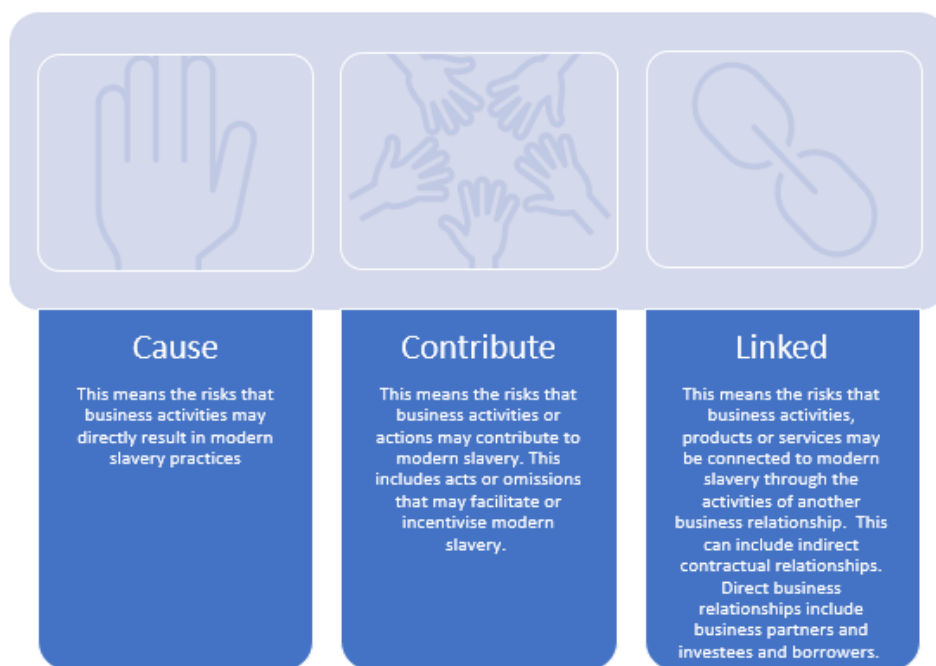 Cause
This means the risks that
business activities may
directly result in modern
slavery practices
Contribute
This means the risks that
business activities or
actions may contribute to
modern slavery. This
includes acts or omissions
that may facilitate or
incentivise modern
slavery.
Linked
This means the risks that
business activities,
products or services may
be connected to modern
slavery through the
activities of another
business relationship. This
can include indirect
contractual relationships.
Direct business
relationships include
business partners and
investees and borrowers.